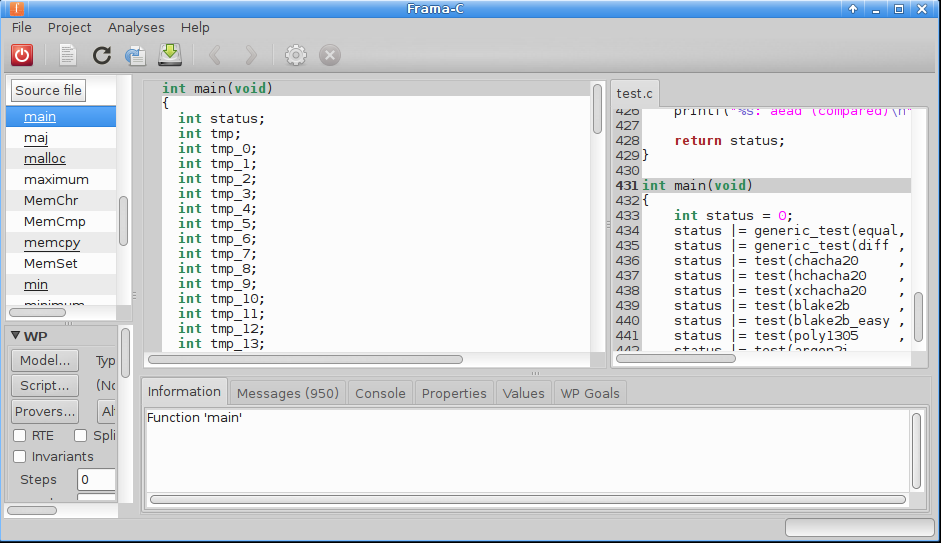 Frama-C
File Project Analyses Help
Source file
main
maj
malloc
maximum
MemChr
MemCmp
memcpy
MemSet
min
minimum
WP
Model... Typ
Script... (No
Provers... Al
RTE Spli
Invariants
Steps 0
int main(void)
{
int status;
int tmp;
int tmp_0;
int tmp_1;
int tmp_2;
int tmp_3;
int tmp_4;
int tmp_5;
int tmp_6;
int tmp_7;
int tmp_8;
int tmp_9;
int tmp_10;
int tmp_11;
int tmp_12;
int tmp_13;
test.c
426 printf("%s: aead (compared)\n"
427
428 return status;
429 }
430
431 int main(void)
432 {
433 int status = 0;
434 status |= generic_test(equal,
435 status |= generic_test(diff ,
436 status |= test(chacha20 ,
437 status |= test(hchacha20 ,
438 status |= test(xchacha20 ,
439 status |= test(blake2b ,
440 status |= test(blake2b_easy ,
441 status |= test(poly1305 ,
442 status |= test(argon2i
Information Messages (950) Console Properties Values WP Goals
Function 'main'